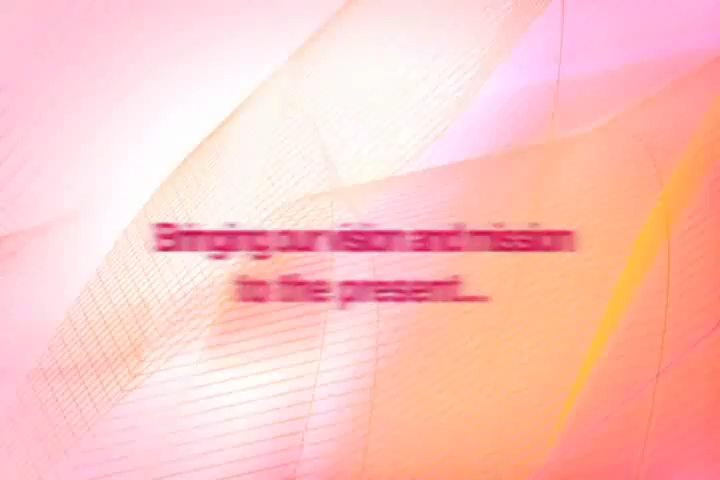 Bringing our vision and mission
to the present....